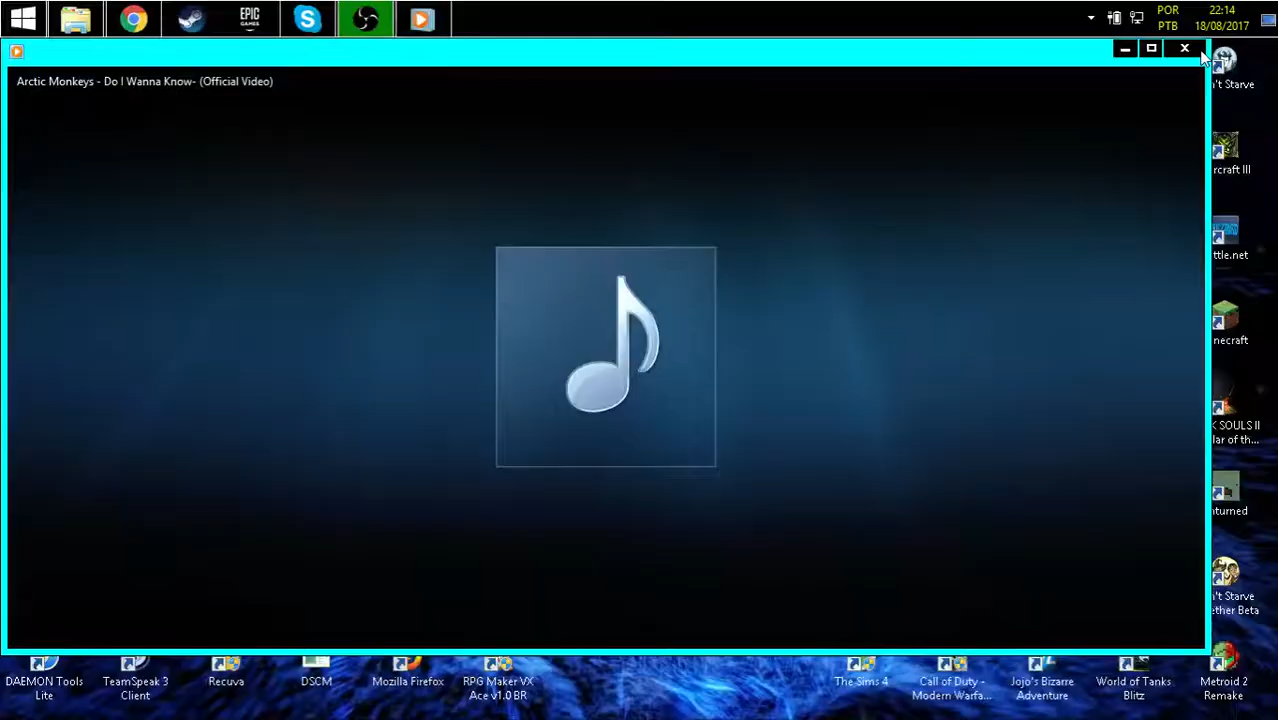 EPIC
GAMES
POR
PTB
22:14
18/08/2017
Arctic Monkeys - Do I Wanna Know- (Official Video)
't Starve
rcraft III
ttle.net
necraft
K SOULS II
lar of th...
nturned
't Starve
ether Beta
DAEMON Tools
Lite
TeamSpeak 3
Client
Recuva
DSCM
Mozilla Firefox
RPG Maker VX
Ace v1.0 BR
The Sims 4
Call of Duty -
Modern Warfa...
Jojo's Bizarre
Adventure
World of Tanks
Blitz
Metroid 2
Remake